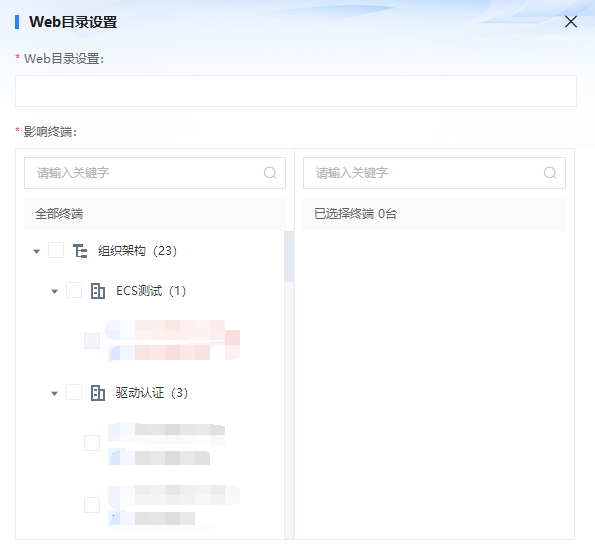 Web目录设置
* Web目录设置:
* 影响终端:
请输入关键字
全部终端
组织架构（23）
ECS测试（1）
驱动认证（3）
请输入关键字
已选择终端 0台